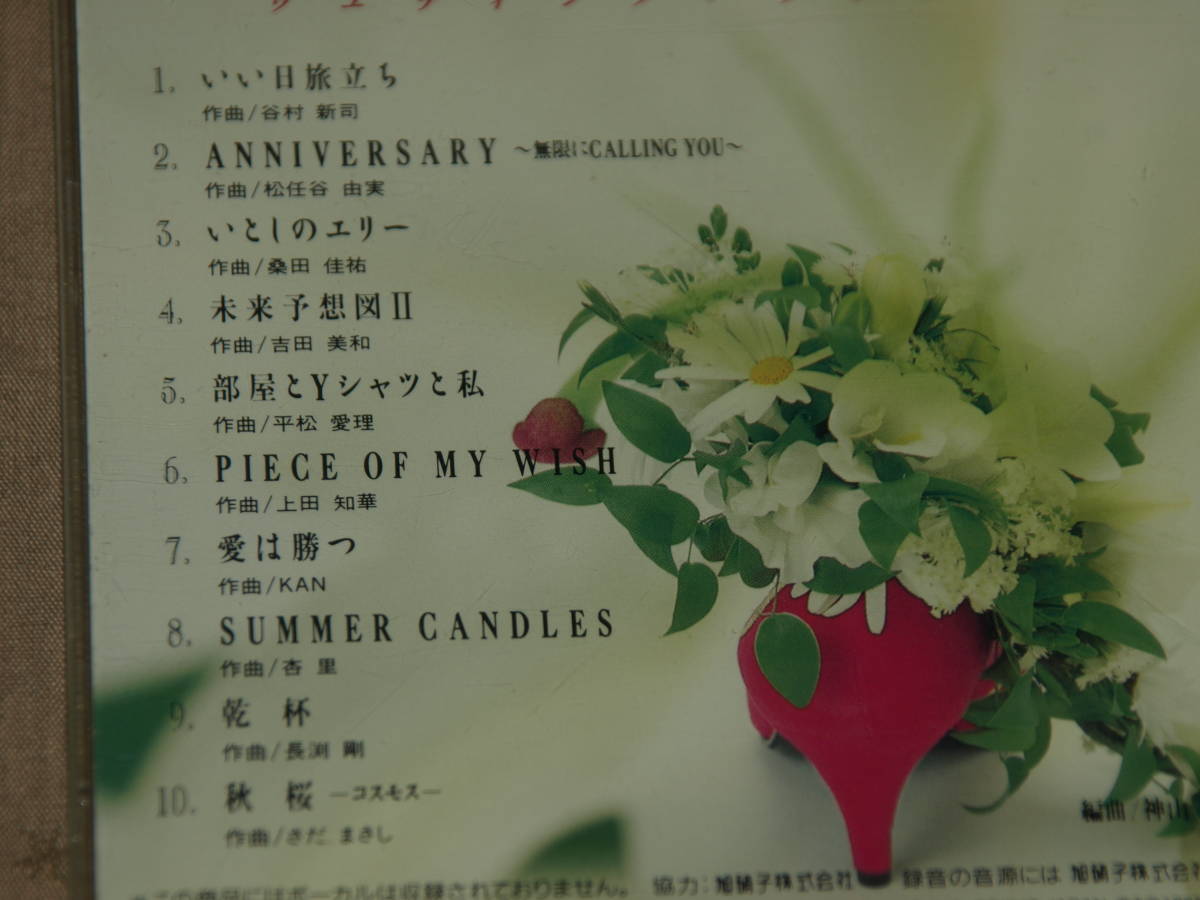 1. いい日旅立ち
作曲/谷村 新司
2. ANNIVERSARY ～無限にCALLING YOU～
作曲/松任谷 由実
3. いとしのエリー
作曲/桑田 佳祐
4. 未来予想図II
作曲/吉田 美和
5. 部屋とYシャツと私
作曲/平松 愛理
6. PIECE OF MY WISH
作曲/上田 知華
7. 愛は勝つ
作曲/KAN
8. SUMMER CANDLES
作曲/杏 里
9. 乾 杯
作曲/長渕 剛
10. 秋 桜 ―コスモス―
作曲/さだ まさし
編曲/神山
にはボーカルは収録されておりません。 協力：旭硝子株式会社 録音の音源には 旭硝子株式会社